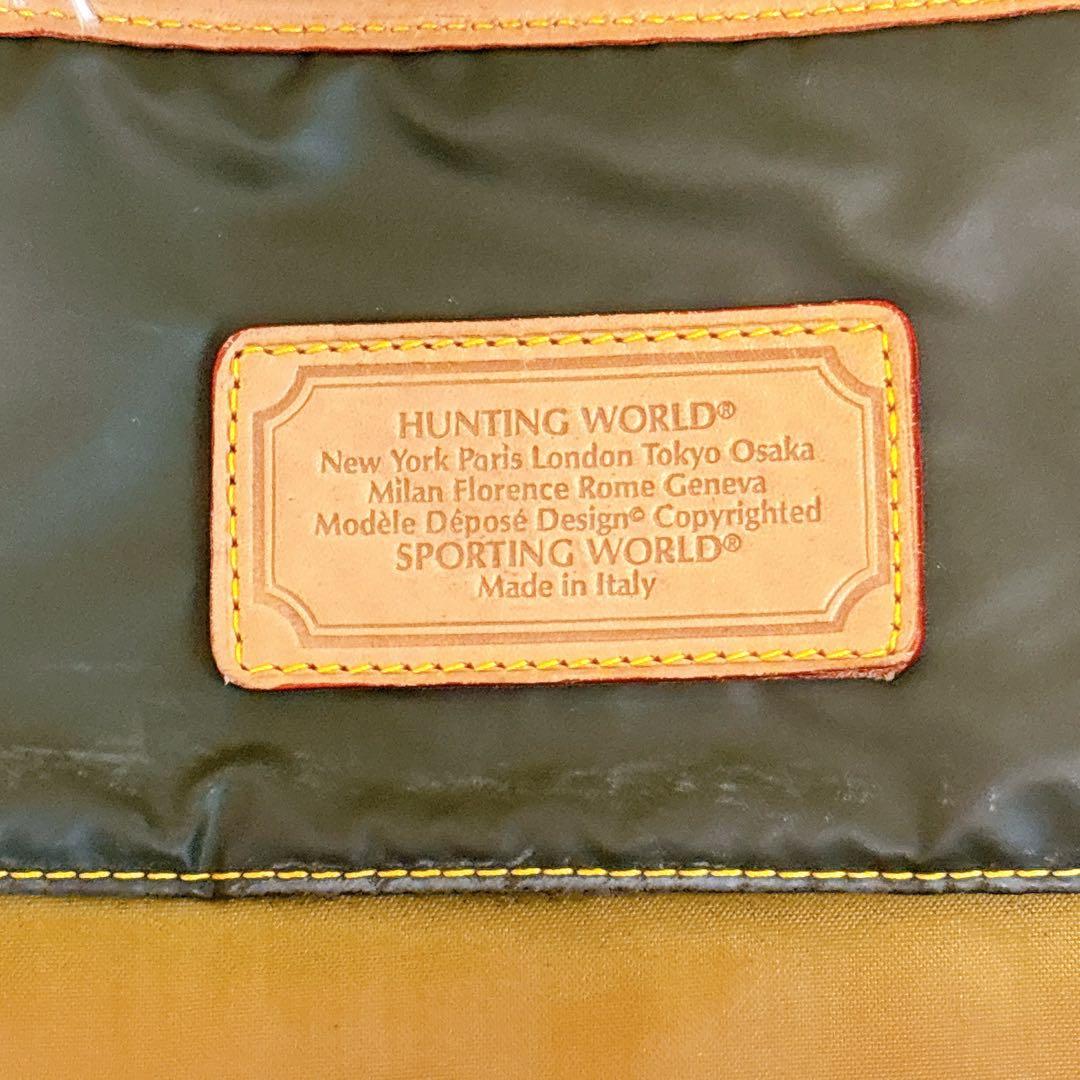 HUNTING WORLD®
New York Paris London Tokyo Osaka
Milan Florence Rome Geneva
Modèle Déposé Design© Copyrighted
SPORTING WORLD®
Made in Italy